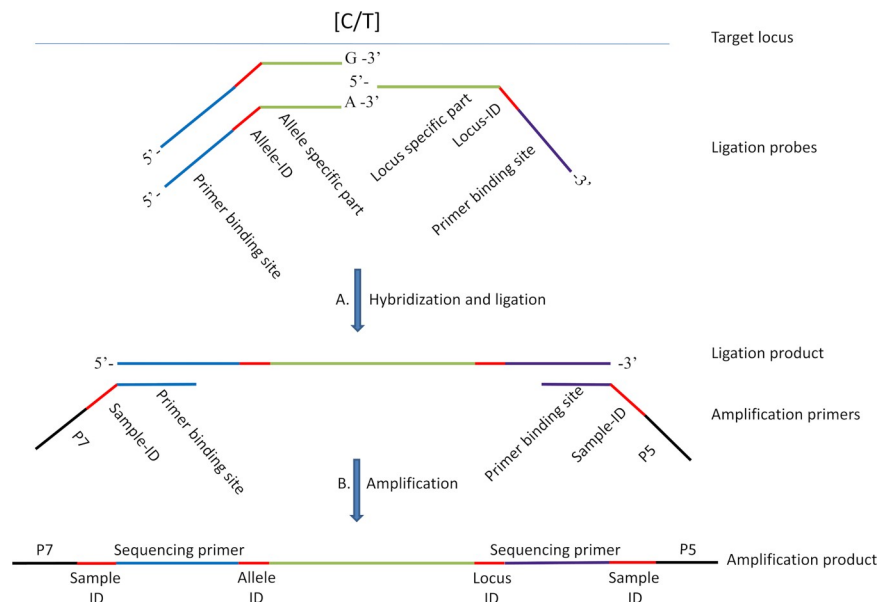 [C/T]
Target locus
G -3’
5’-
A -3’
5’-
5’-
Allele specific part
Allele-ID
Primer binding site
Locus specific part
Locus-ID
Primer binding site
-3’
Ligation probes
A. Hybridization and ligation
5’-
-3’
Ligation product
P7
Sample-ID
Primer binding site
Primer binding site
Sample-ID
P5
Amplification primers
B. Amplification
P7
Sequencing primer
Sequencing primer
P5
Amplification product
Sample
ID
Allele
ID
Locus
ID
Sample
ID